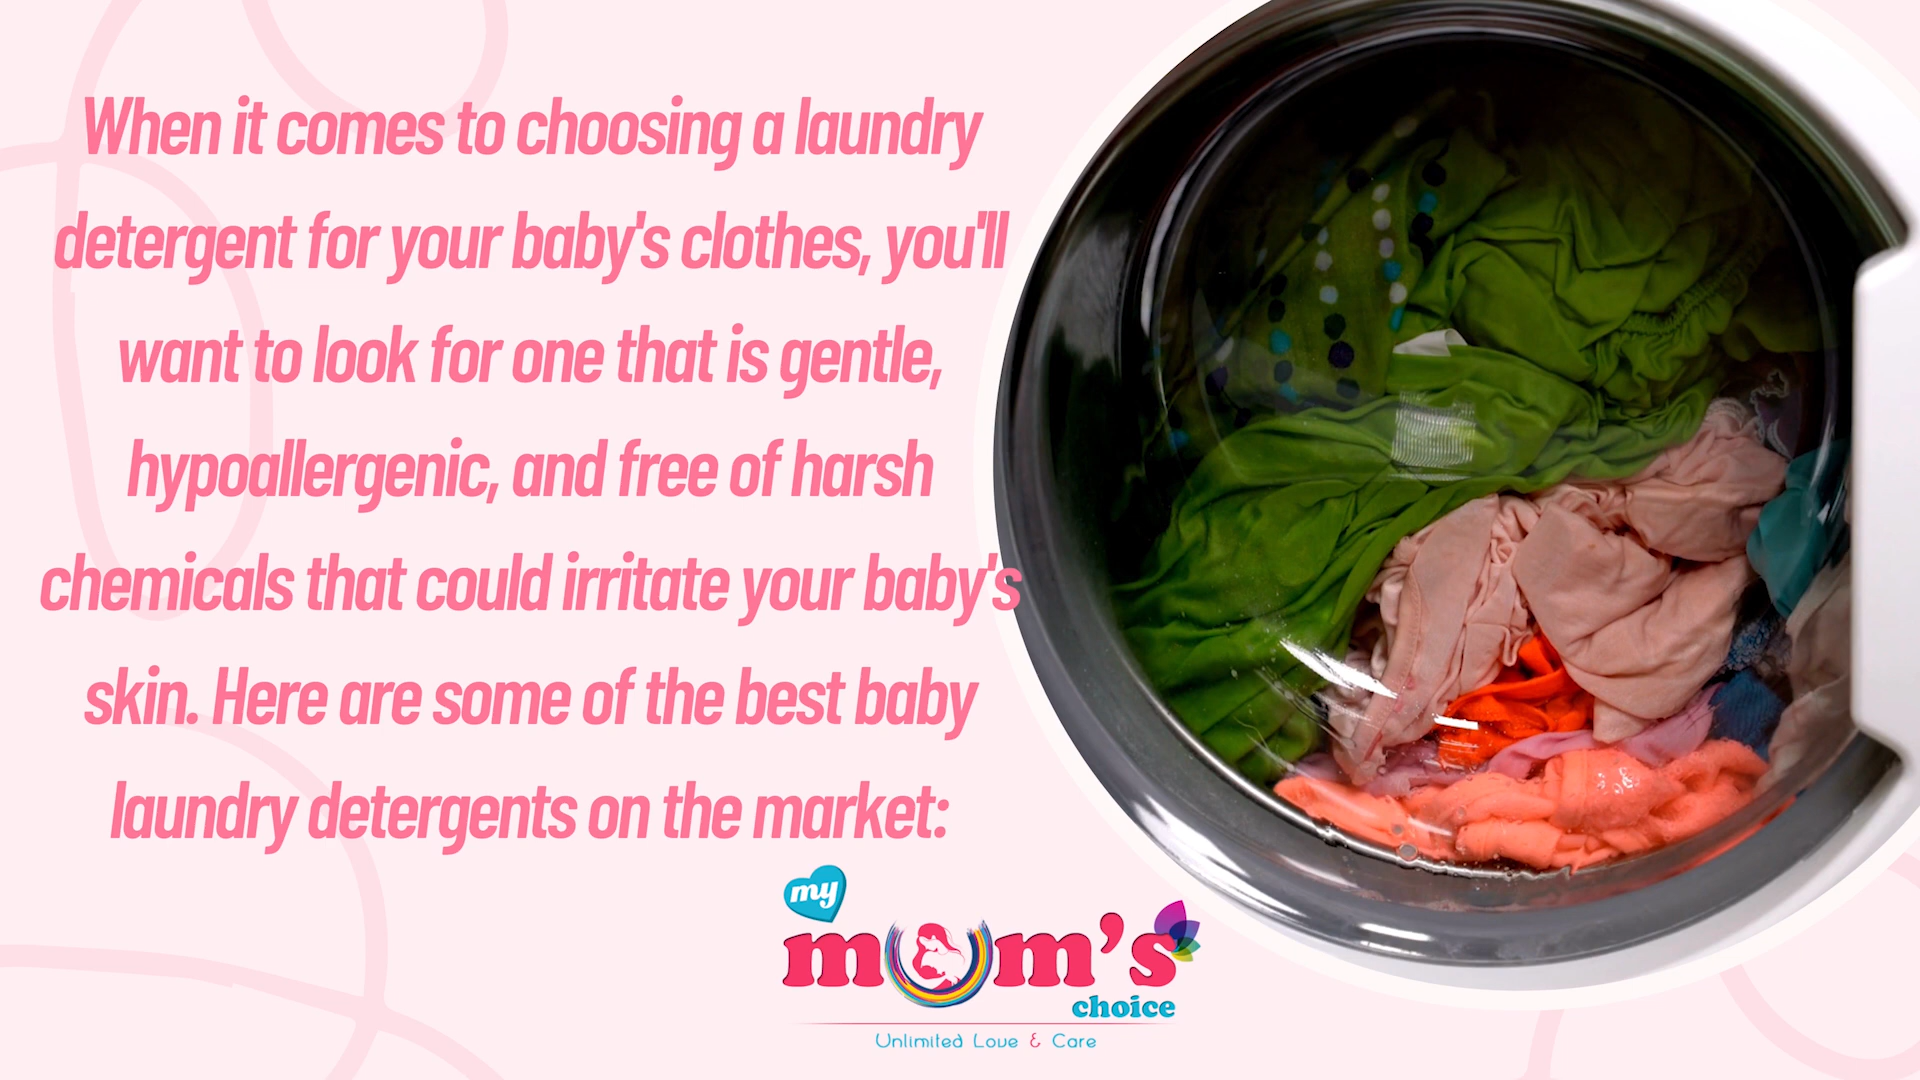 When it comes to choosing a laundry
detergent for your baby's clothes, you'll
want to look for one that is gentle,
hypoallergenic, and free of harsh
chemicals that could irritate your baby's
skin. Here are some of the best baby
laundry detergents on the market:
my
mum's
choice
Unlimited Love & Care